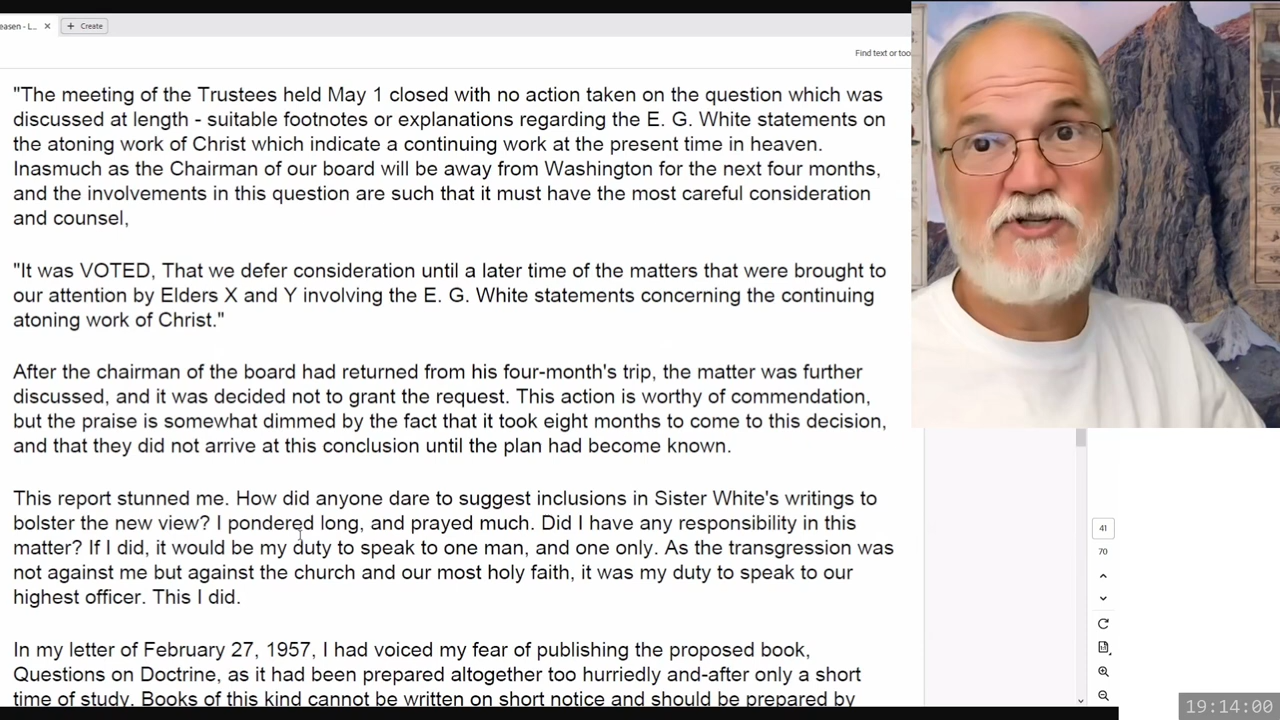 easen - L...
Create
Find text or too
"The meeting of the Trustees held May 1 closed with no action taken on the question which was
discussed at length - suitable footnotes or explanations regarding the E. G. White statements on
the atoning work of Christ which indicate a continuing work at the present time in heaven.
Inasmuch as the Chairman of our board will be away from Washington for the next four months,
and the involvements in this question are such that it must have the most careful consideration
and counsel,
"It was VOTED, That we defer consideration until a later time of the matters that were brought to
our attention by Elders X and Y involving the E. G. White statements concerning the continuing
atoning work of Christ."
After the chairman of the board had returned from his four-month's trip, the matter was further
discussed, and it was decided not to grant the request. This action is worthy of commendation,
but the praise is somewhat dimmed by the fact that it took eight months to come to this decision,
and that they did not arrive at this conclusion until the plan had become known.
This report stunned me. How did anyone dare to suggest inclusions in Sister White's writings to
bolster the new view? I pondered long, and prayed much. Did I have any responsibility in this
matter? If I did, it would be my duty to speak to one man, and one only. As the transgression was
not against me but against the church and our most holy faith, it was my duty to speak to our
highest officer. This I did.
In my letter of February 27, 1957, I had voiced my fear of publishing the proposed book,
Questions on Doctrine, as it had been prepared altogether too hurriedly and-after only a short
time of study. Books of this kind cannot be written on short notice and should be prepared by
41
70
19:14:00